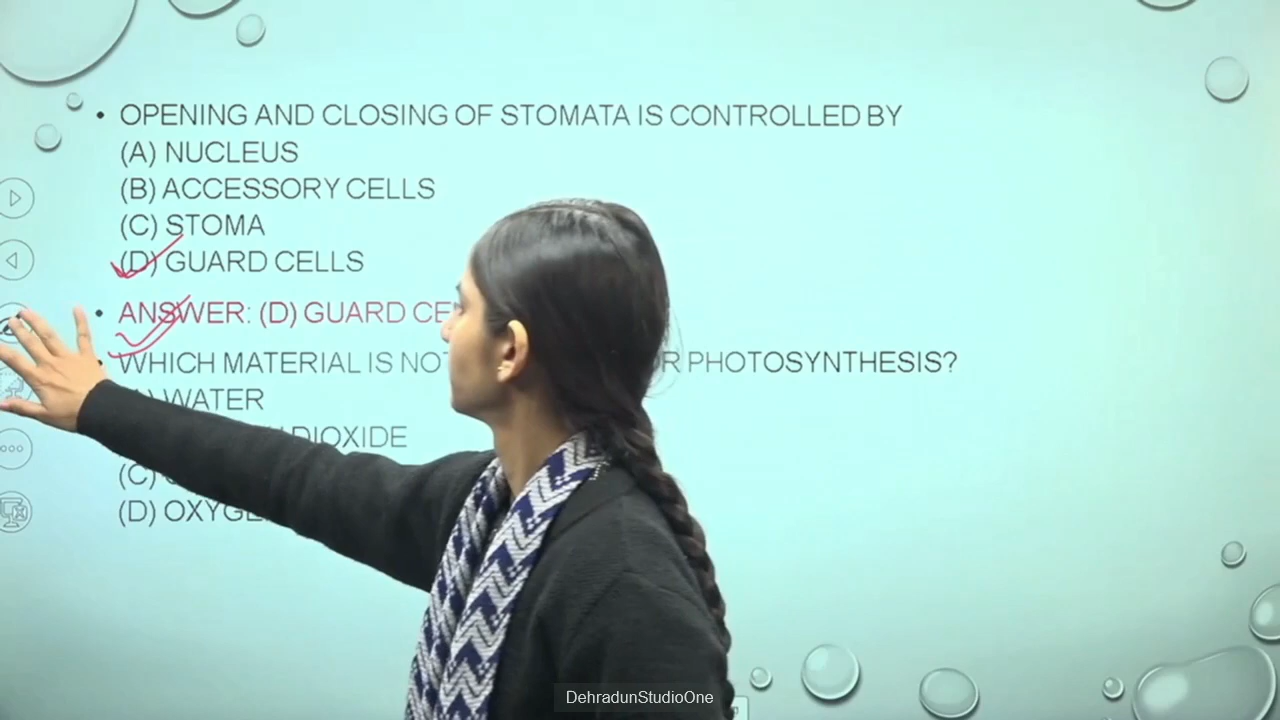 • OPENING AND CLOSING OF STOMATA IS CONTROLLED BY
(A) NUCLEUS
(B) ACCESSORY CELLS
(C) STOMA
(D) GUARD CELLS
• ANSWER: (D) GUARD CE
• WHICH MATERIAL IS NOT PHOTOSYNTHESIS?
WATER
DIOXIDE
(C)
(D) OXYGE
DehradunStudioOne